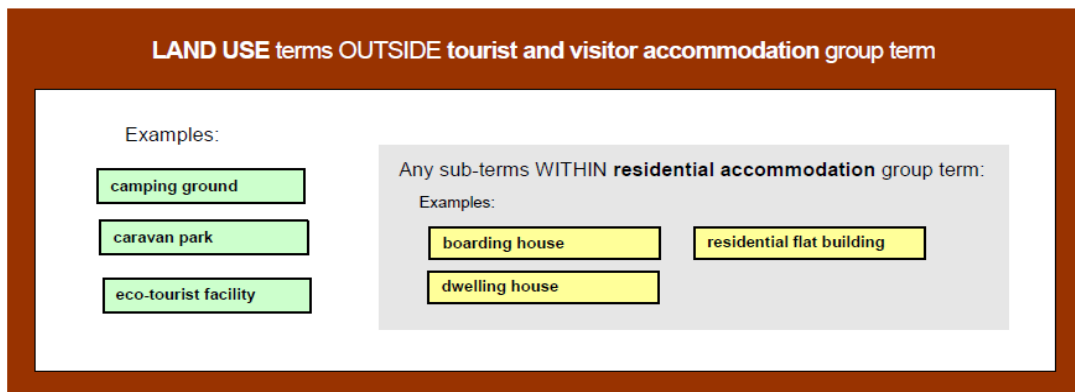 LAND USE terms OUTSIDE tourist and visitor accommodation group term
Examples:
camping ground
caravan park
eco-tourist facility
Any sub-terms WITHIN residential accommodation group term:
Examples:
boarding house
residential flat building
dwelling house